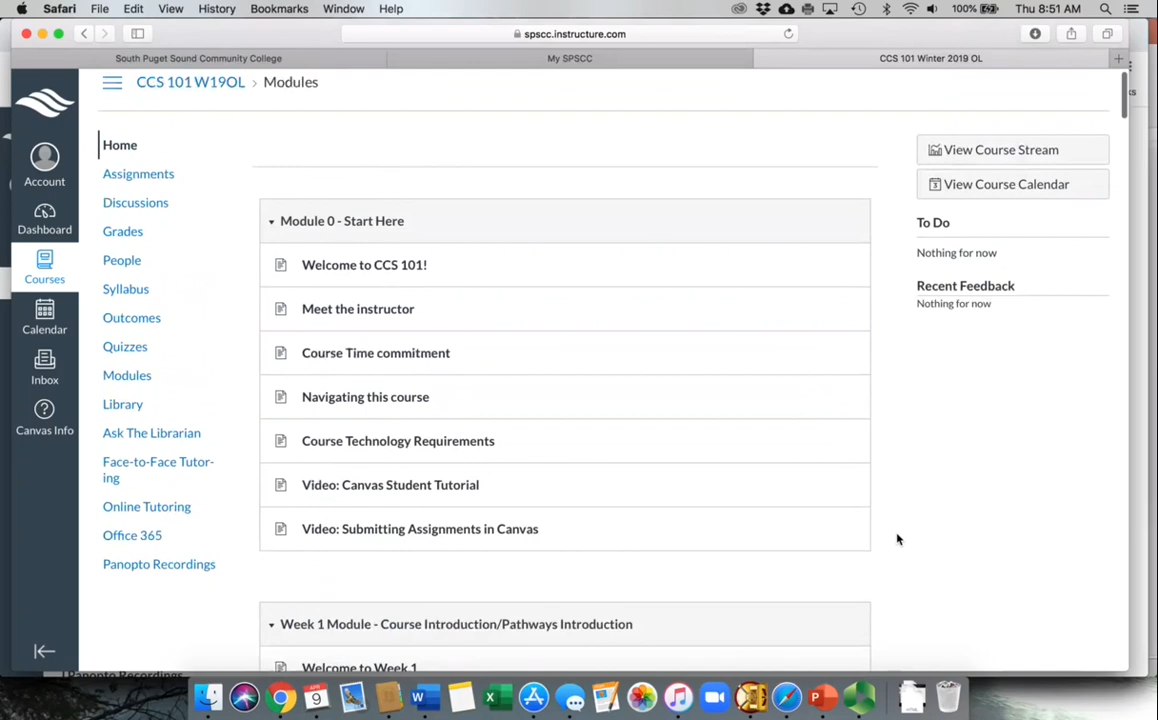 Safari File Edit View History Bookmarks Window Help 100% Thu 8:51 AM
spscc.instructure.com
South Puget Sound Community College My SPSCC CCS 101 Winter 2019 OL
CCS 101 W19OL › Modules
Account
Dashboard
Courses
Calendar
Inbox
Canvas Info
Home
Assignments
Discussions
Grades
People
Syllabus
Outcomes
Quizzes
Modules
Library
Ask The Librarian
Face-to-Face Tutor-
ing
Online Tutoring
Office 365
Panopto Recordings
Module 0 - Start Here
Welcome to CCS 101!
Meet the instructor
Course Time commitment
Navigating this course
Course Technology Requirements
Video: Canvas Student Tutorial
Video: Submitting Assignments in Canvas
Week 1 Module - Course Introduction/Pathways Introduction
Welcome to Week 1
View Course Stream
View Course Calendar
To Do
Nothing for now
Recent Feedback
Nothing for now
Panopto Recordings
APR
9